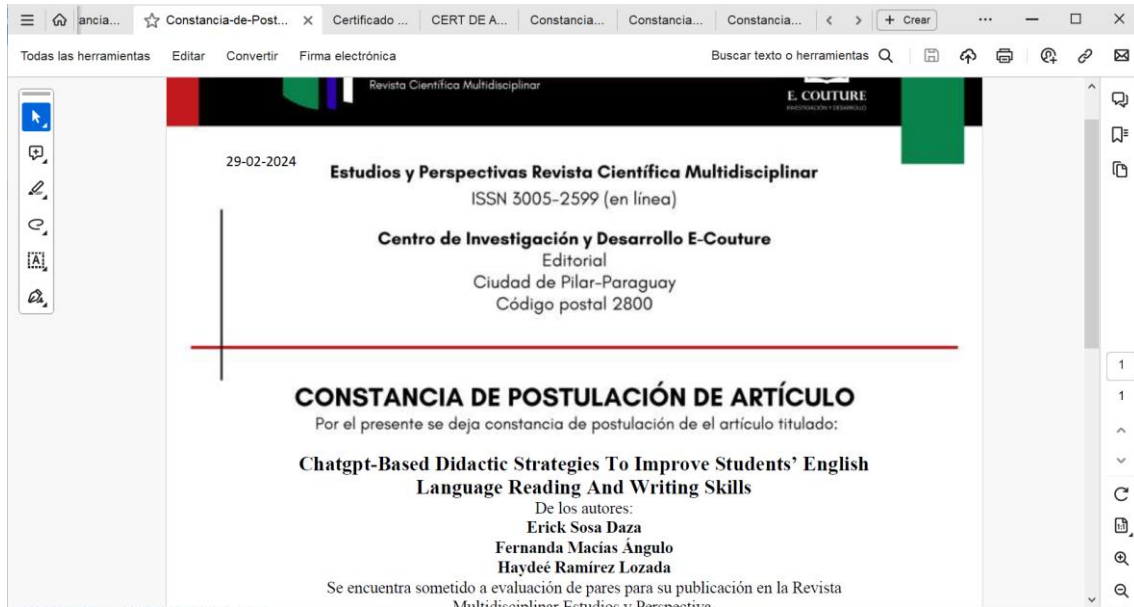 ancia...
Constancia-de-Post...
Certificado ...
CERT DE A...
Constancia...
Constancia...
Constancia...
+ Crear
Todas las herramientas
Editar
Convertir
Firma electrónica
Buscar texto o herramientas
Revista Científica Multidisciplinar
E. COUTURE
INVESTIGACIÓN Y DESARROLLO
29-02-2024
Estudios y Perspectivas Revista Científica Multidisciplinar
ISSN 3005-2599 (en línea)
Centro de Investigación y Desarrollo E-Couture
Editorial
Ciudad de Pilar-Paraguay
Código postal 2800
CONSTANCIA DE POSTULACIÓN DE ARTÍCULO
Por el presente se deja constancia de postulación de el artículo titulado:
Chatgpt-Based Didactic Strategies To Improve Students’ English
Language Reading And Writing Skills
De los autores:
Erick Sosa Daza
Fernanda Macías Ángulo
Haydeé Ramírez Lozada
Se encuentra sometido a evaluación de pares para su publicación en la Revista
Multidisciplinar Estudios y Perspectiva
1
1